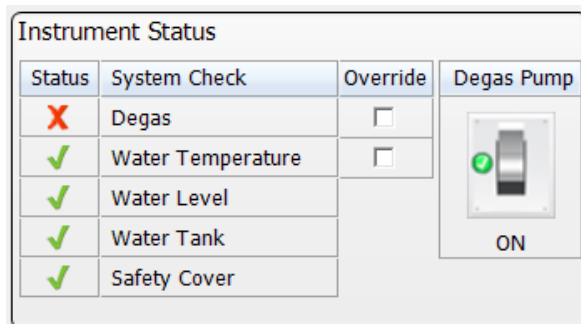 Instrument Status
Status System Check Override Degas Pump
Degas
Water Temperature
Water Level
Water Tank
ON
Safety Cover